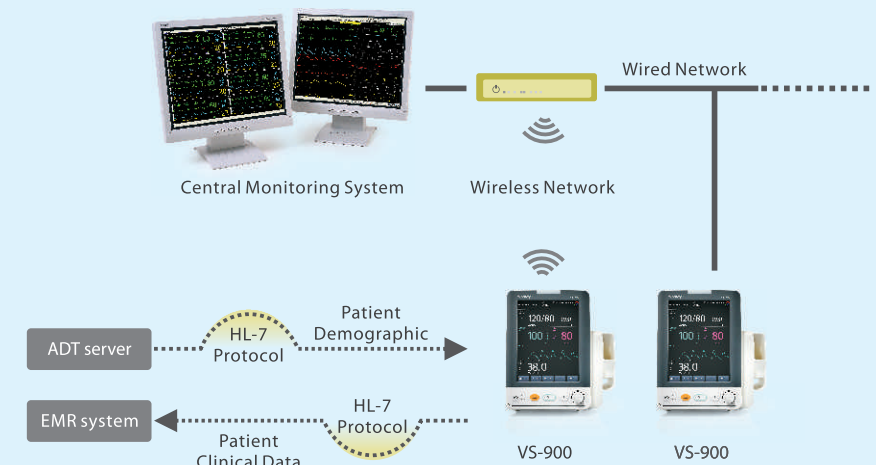 Wired Network
Central Monitoring System
Wireless Network
Patient
Demographic
HL-7
Protocol
ADT server
120/80
100
80
38.0
120/80
100
80
38.0
EMR system
HL-7
Protocol
Patient
Clinical Data
VS-900
VS-900